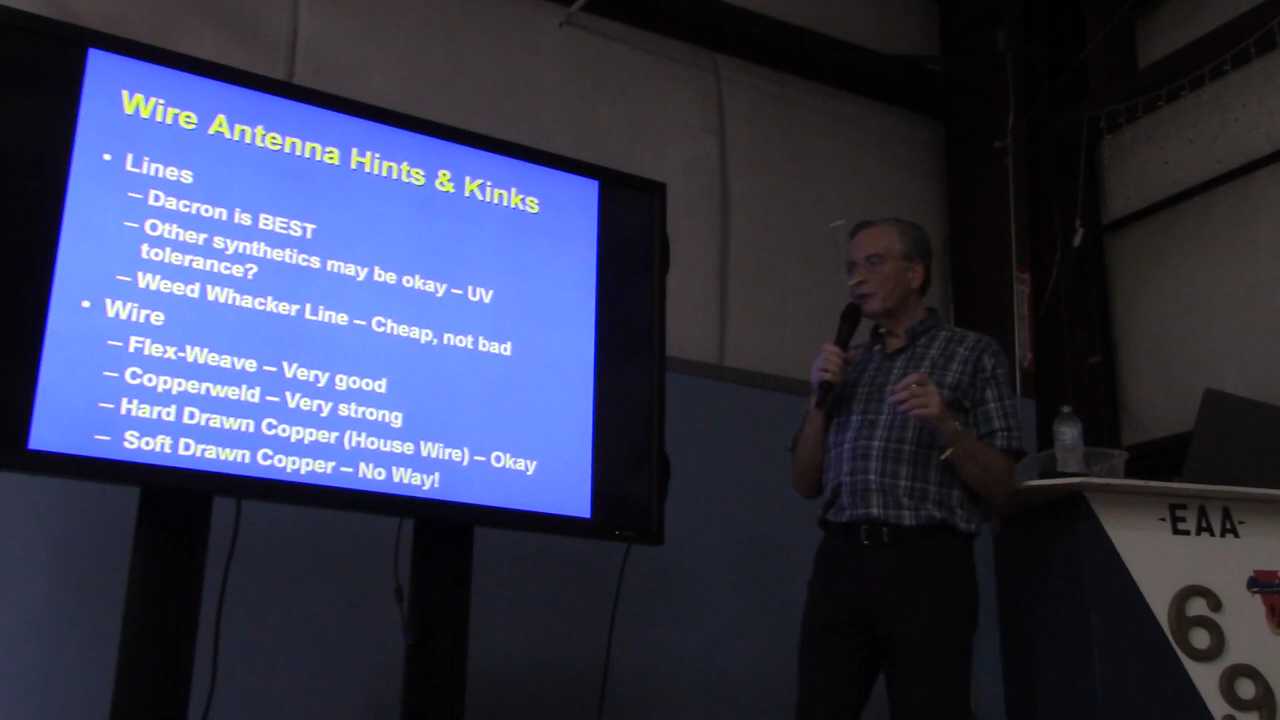 Wire Antenna Hints & Kinks
• Lines
– Dacron is BEST
– Other synthetics may be okay – UV
tolerance?
– Weed Whacker Line – Cheap, not bad
• Wire
– Flex-Weave – Very good
– Copperweld – Very strong
– Hard Drawn Copper (House Wire) – Okay
– Soft Drawn Copper – No Way!
-EAA-
6
9